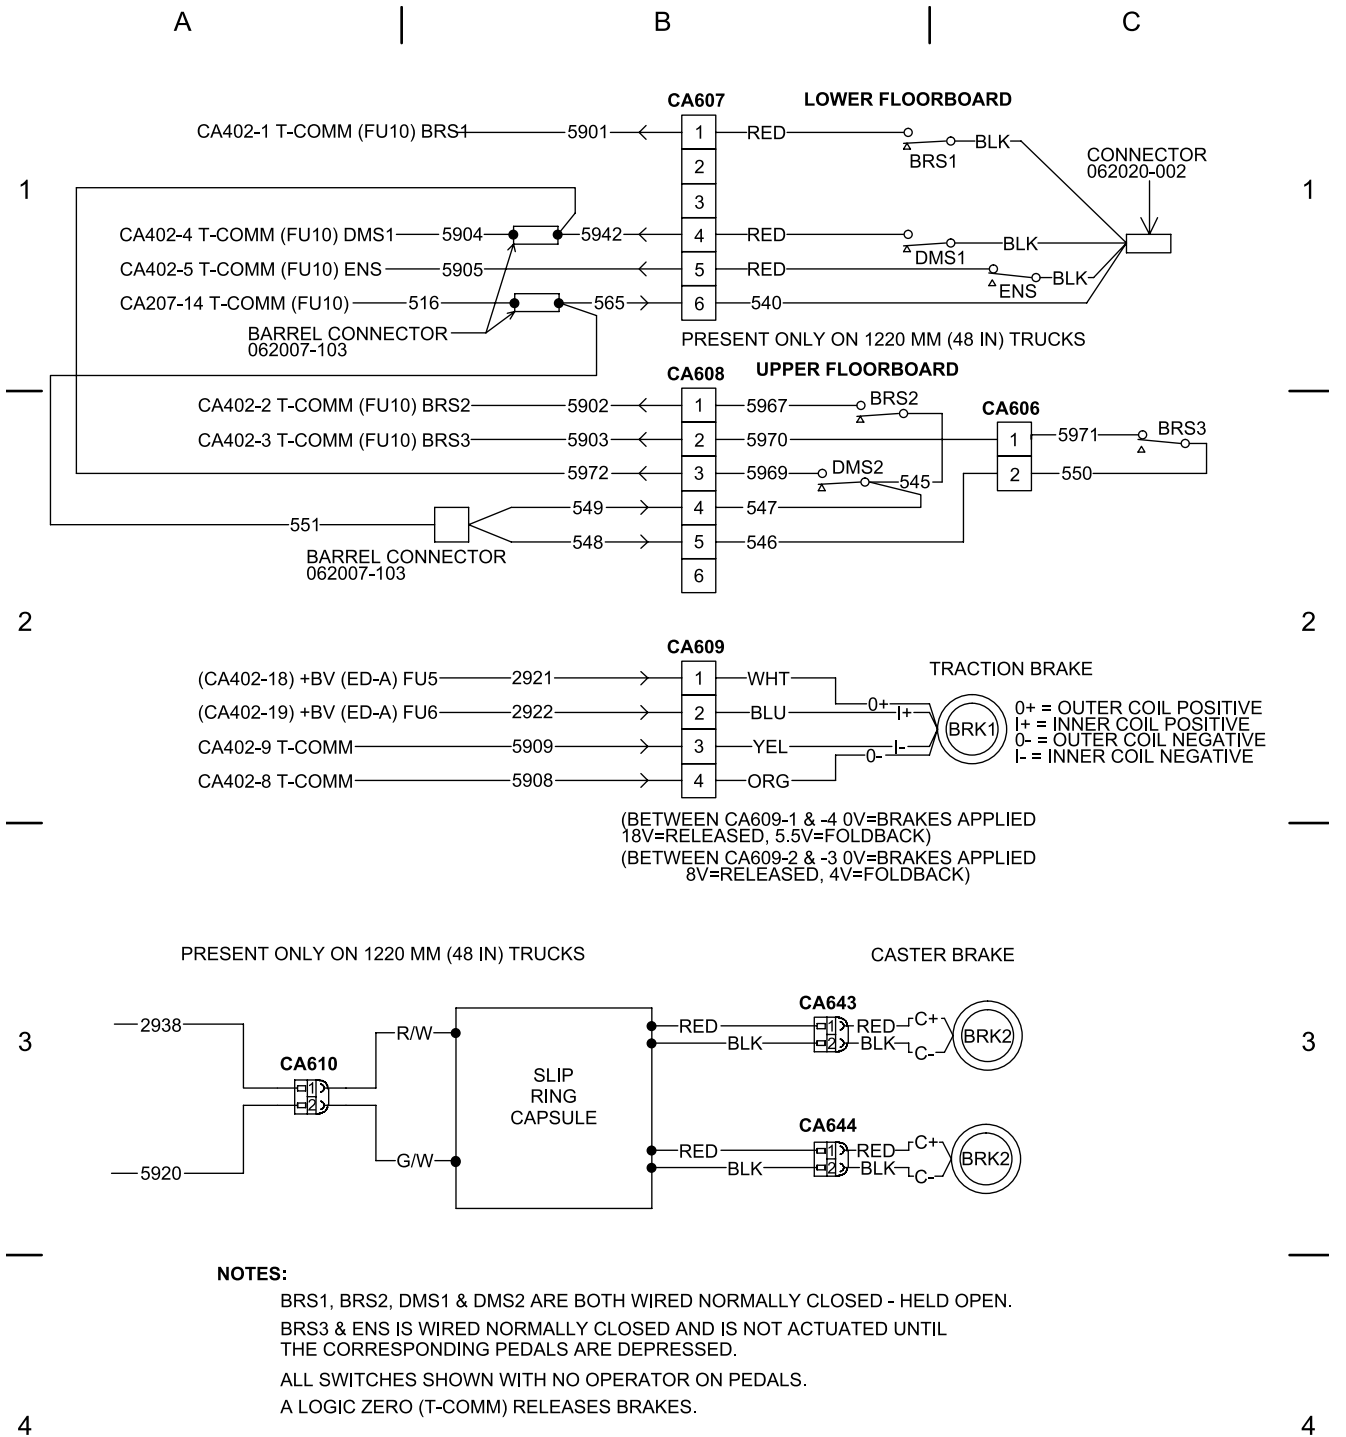 A B C
CA607 LOWER FLOORBOARD
CA402-1 T-COMM (FU10) BRS1 5901 1 RED BRS1 BLK
CONNECTOR
062020-002
2
1 1
3
CA402-4 T-COMM (FU10) DMS1 5904 5942 4 RED DMS1 BLK
CA402-5 T-COMM (FU10) ENS 5905 5 RED ENS BLK
CA207-14 T-COMM (FU10) 516 565 6 540
BARREL CONNECTOR
062007-103
PRESENT ONLY ON 1220 MM (48 IN) TRUCKS
CA608 UPPER FLOORBOARD
CA402-2 T-COMM (FU10) BRS2 5902 1 5967 BRS2
CA606
CA402-3 T-COMM (FU10) BRS3 5903 2 5970 1 5971 BRS3
5972 3 5969 DMS2 545 2 550
549 4 547
551
548 5 546
BARREL CONNECTOR
062007-103
6
2 2
CA609
TRACTION BRAKE
(CA402-18) +BV (ED-A) FU5 2921 1 WHT 0+
(CA402-19) +BV (ED-A) FU6 2922 2 BLU I+
BRK1
CA402-9 T-COMM 5909 3 YEL I-
CA402-8 T-COMM 5908 4 ORG 0-
0+ = OUTER COIL POSITIVE
I+ = INNER COIL POSITIVE
0- = OUTER COIL NEGATIVE
I- = INNER COIL NEGATIVE
(BETWEEN CA609-1 & -4 0V=BRAKES APPLIED
18V=RELEASED, 5.5V=FOLDBACK)
(BETWEEN CA609-2 & -3 0V=BRAKES APPLIED
8V=RELEASED, 4V=FOLDBACK)
PRESENT ONLY ON 1220 MM (48 IN) TRUCKS CASTER BRAKE
CA643
2938 R/W RED 1 RED C+
BLK 2 BLK C- BRK2
3 3
CA610
1
2
SLIP
RING
CAPSULE
CA644
5920 G/W RED 1 RED C+
BLK 2 BLK C- BRK2
NOTES:
BRS1, BRS2, DMS1 & DMS2 ARE BOTH WIRED NORMALLY CLOSED - HELD OPEN.
BRS3 & ENS IS WIRED NORMALLY CLOSED AND IS NOT ACTUATED UNTIL
THE CORRESPONDING PEDALS ARE DEPRESSED.
ALL SWITCHES SHOWN WITH NO OPERATOR ON PEDALS.
A LOGIC ZERO (T-COMM) RELEASES BRAKES.
4 4